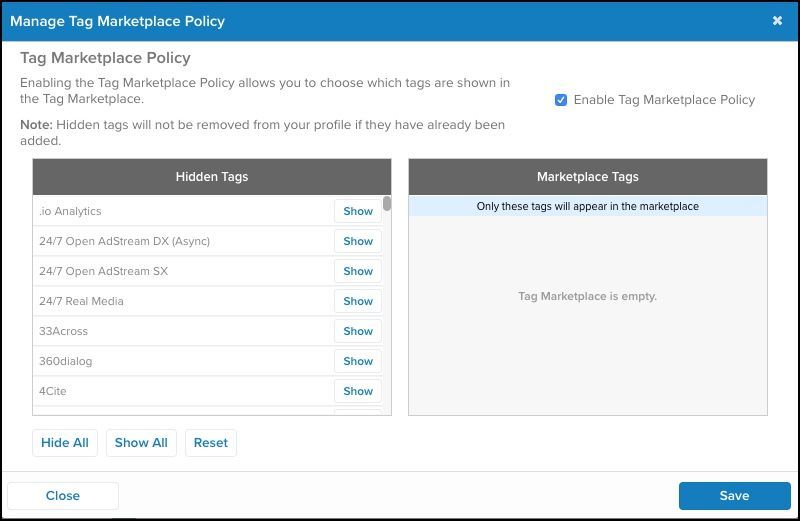 Manage Tag Marketplace Policy
Tag Marketplace Policy
Enabling the Tag Marketplace Policy allows you to choose which tags are shown in
the Tag Marketplace.
Enable Tag Marketplace Policy
Note: Hidden tags will not be removed from your profile if they have already been
added.
Hidden Tags
.io Analytics Show
24/7 Open AdStream DX (Async) Show
24/7 Open AdStream SX Show
24/7 Real Media Show
33Across Show
360dialog Show
4Cite Show
Marketplace Tags
Only these tags will appear in the marketplace
Tag Marketplace is empty.
Hide All Show All Reset
Close Save